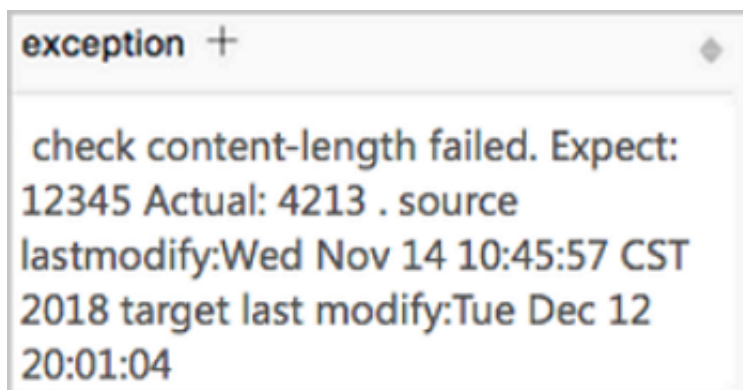 exception +
check content-length failed. Expect:
12345 Actual: 4213 . source
lastmodify:Wed Nov 14 10:45:57 CST
2018 target last modify:Tue Dec 12
20:01:04